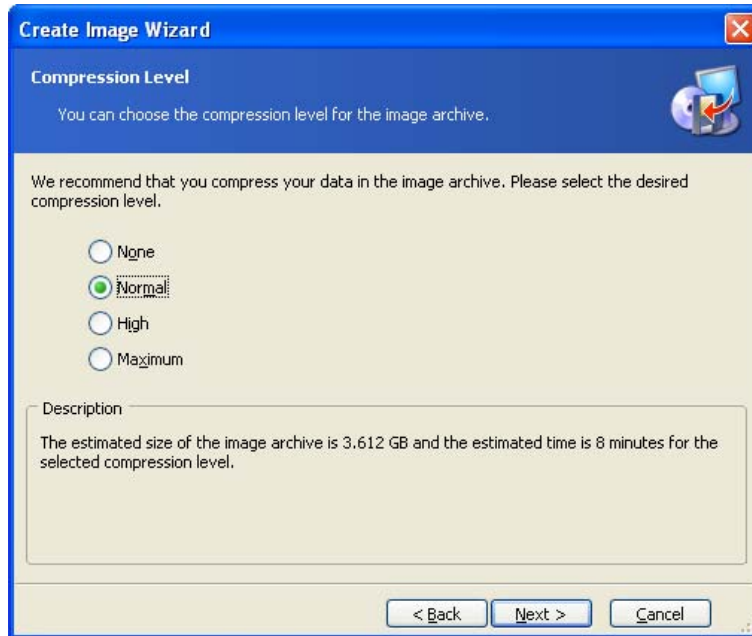 Create Image Wizard
Compression Level
You can choose the compression level for the image archive.
We recommend that you compress your data in the image archive. Please select the desired
compression level.
None
Normal
High
Maximum
Description
The estimated size of the image archive is 3.612 GB and the estimated time is 8 minutes for the
selected compression level.
< Back
Next >
Cancel